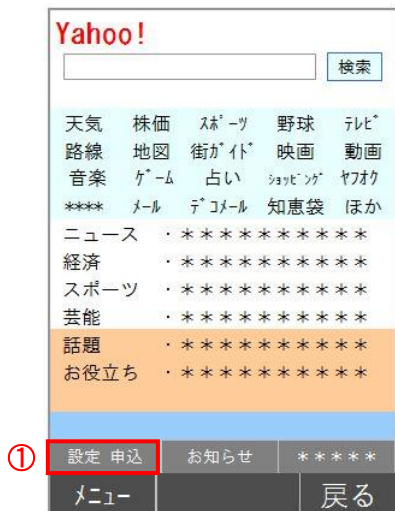 Yahoo!
検索
天気 株価 ｽﾎﾟｰﾂ 野球 ﾃﾚﾋﾞ
路線 地図 街ｶﾞｲﾄﾞ 映画 動画
音楽 ｹﾞｰﾑ 占い ｼｮｯﾋﾟﾝｸﾞ ﾔﾌｵｸ
**** ﾒｰﾙ ﾃﾞｺﾒｰﾙ 知恵袋 ほか
ニュース ・＊＊＊＊＊＊＊＊＊＊
経済 ・＊＊＊＊＊＊＊＊＊＊
スポーツ ・＊＊＊＊＊＊＊＊＊＊
芸能 ・＊＊＊＊＊＊＊＊＊＊
話題 ・＊＊＊＊＊＊＊＊＊＊
お役立ち ・＊＊＊＊＊＊＊＊＊＊
① 設定 申込 お知らせ ＊＊＊＊＊
ﾒﾆｭｰ 戻る